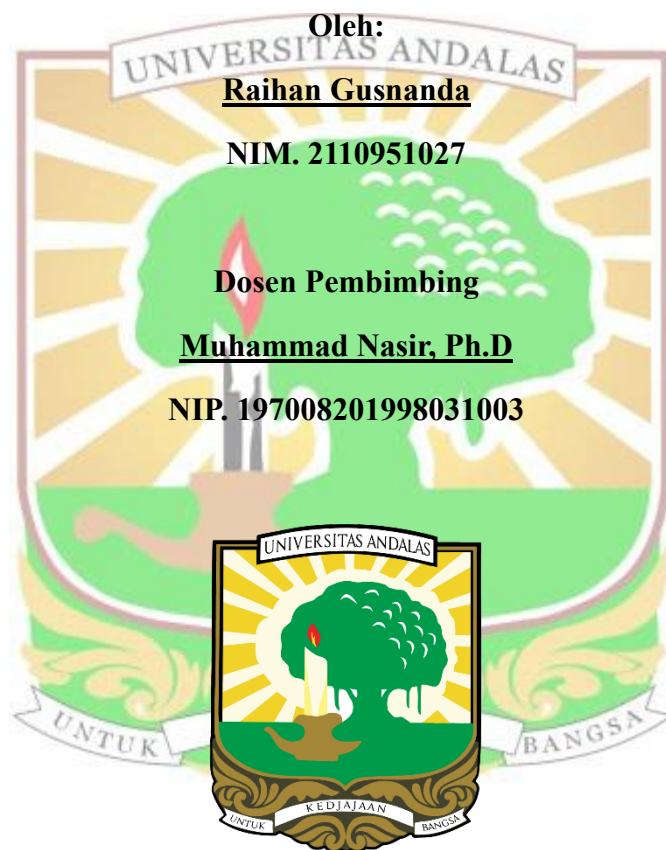 Oleh:
UNIVERSITAS ANDALAS
Raihan Gusnanda
NIM. 2110951027
Dosen Pembimbing
Muhammad Nasir, Ph.D
NIP. 197008201998031003
UNIVERSITAS ANDALAS
UNTUK BANGSA
UNTUK KEDJAJAAN BANGSA